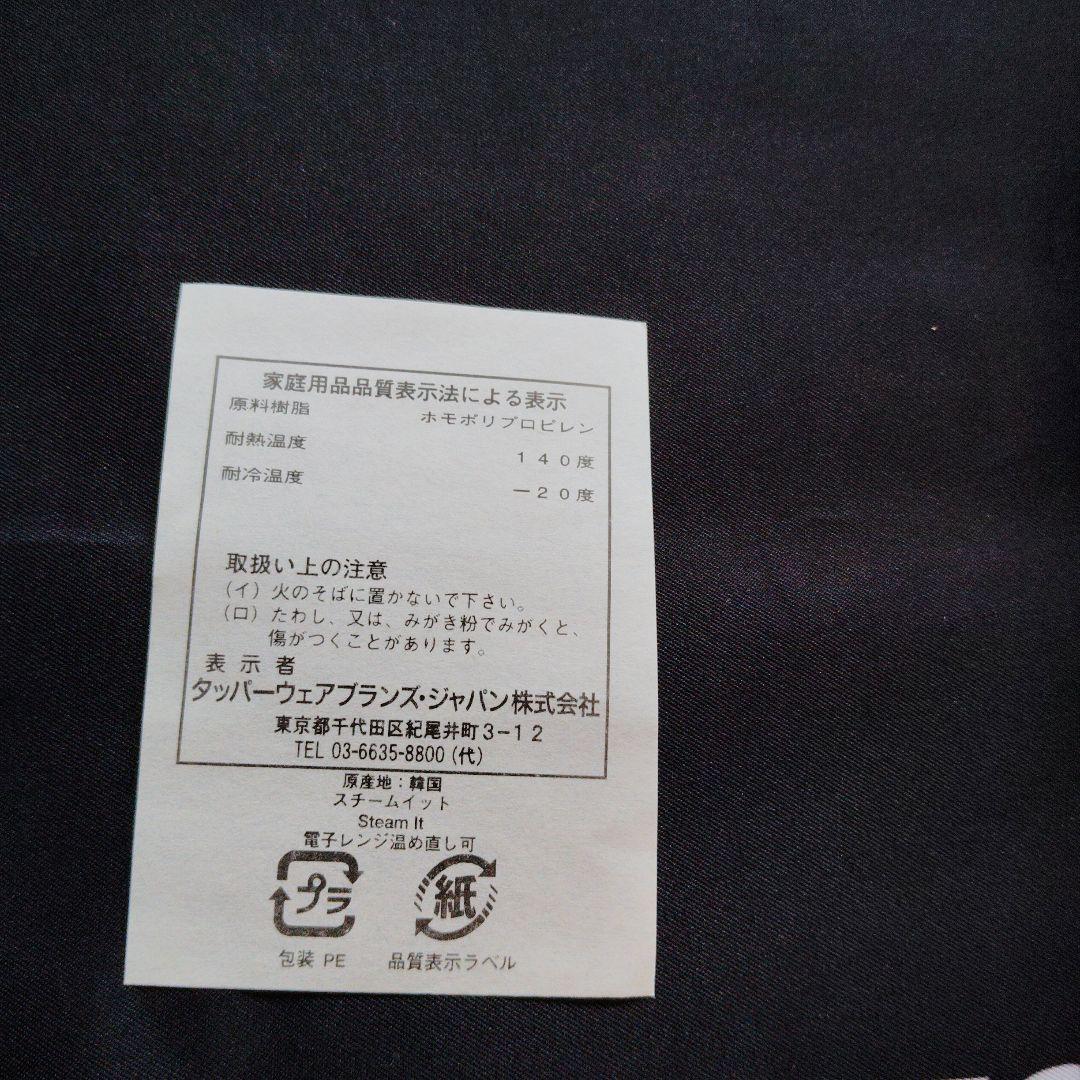 家庭用品品質表示法による表示
原料樹脂 ホモポリプロピレン
耐熱温度 140度
耐冷温度 －20度
取扱い上の注意
（イ）火のそばに置かないで下さい。
（ロ）たわし、又は、みがき粉でみがくと、
傷がつくことがあります。
表示者
タッパーウェアブランズ・ジャパン株式会社
東京都千代田区紀尾井町3-12
TEL 03-6635-8800（代）
原産地：韓国
スチームイット
Steam It
電子レンジ温め直し可
プラ 紙
包装 PE 品質表示ラベル